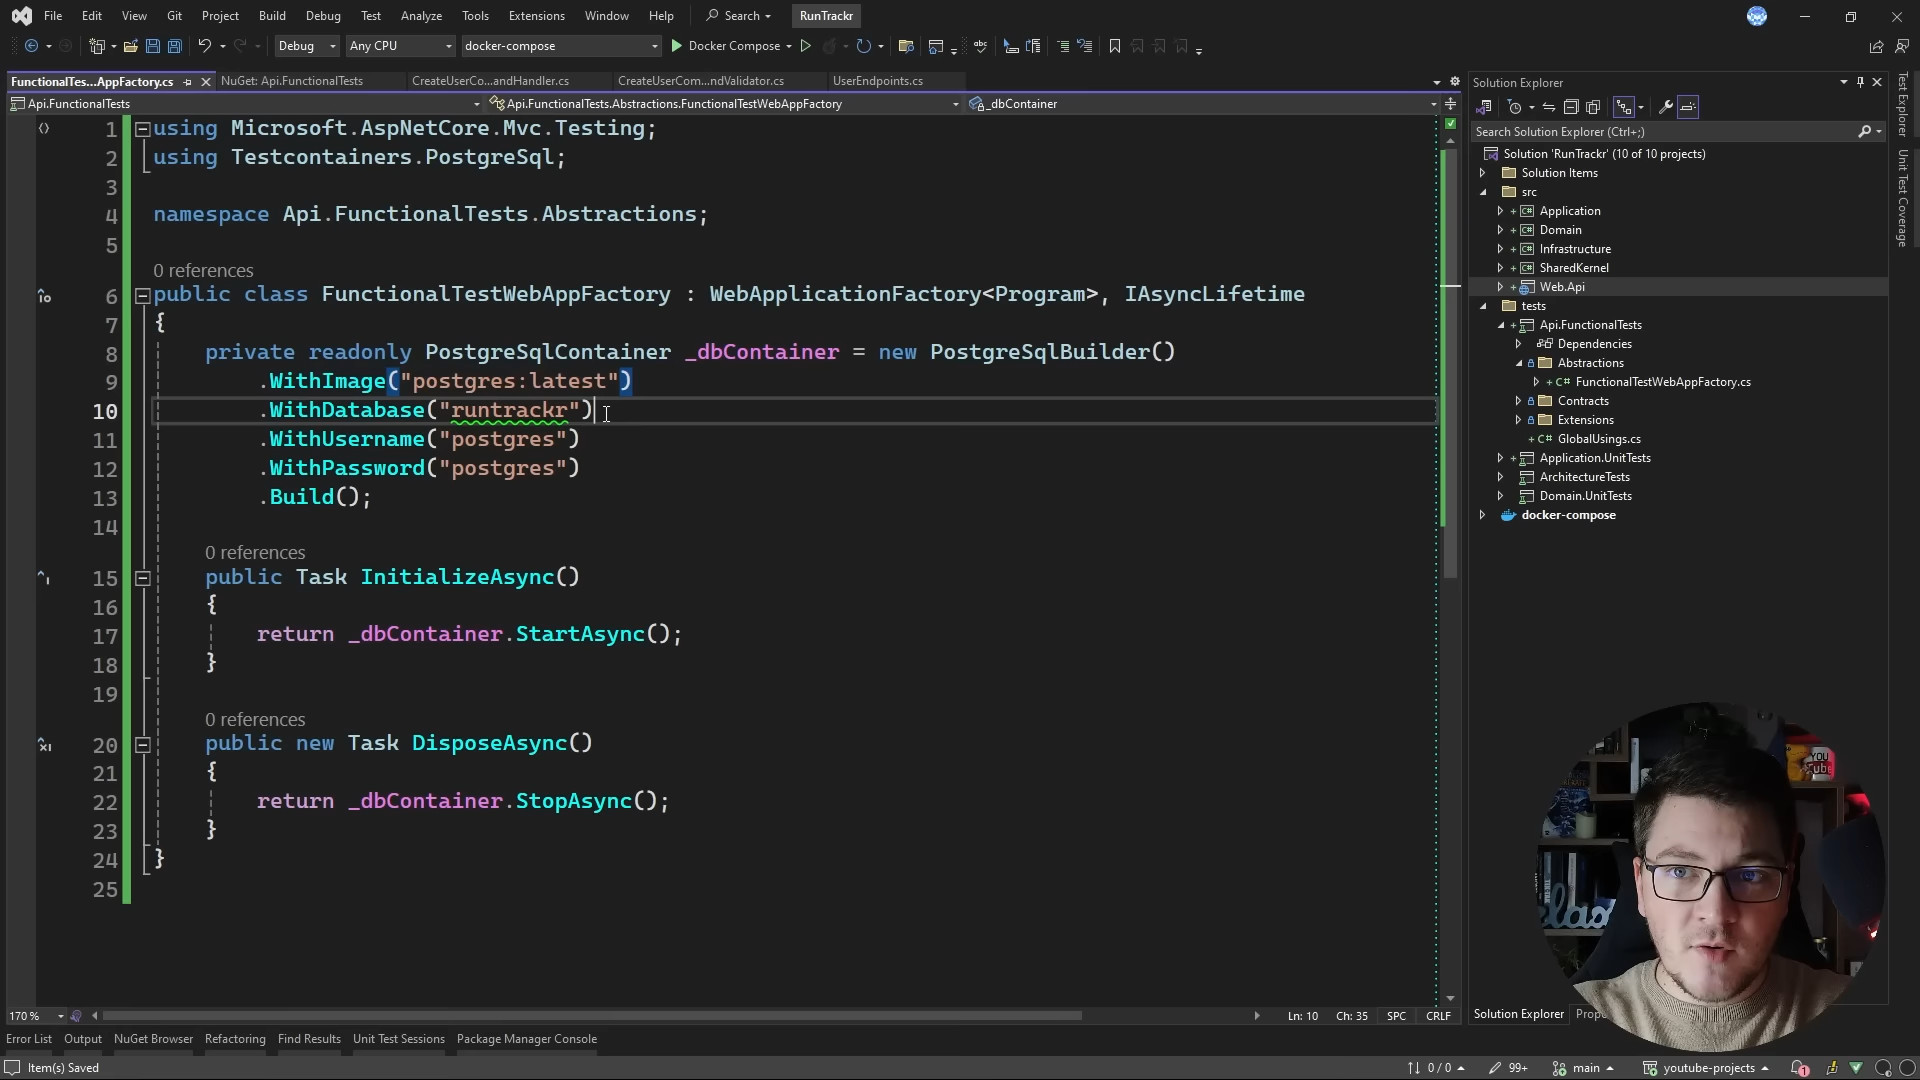 File Edit View Git Project Build Debug Test Analyze Tools Extensions Window Help Search RunTrackr
Debug Any CPU docker-compose Docker Compose
FunctionalTes...AppFactory.cs NuGet: Api.FunctionalTests CreateUserCo...andHandler.cs CreateUserCom...ndValidator.cs UserEndpoints.cs
Api.FunctionalTests Api.FunctionalTests.Abstractions.FunctionalTestWebAppFactory _dbContainer
1 using Microsoft.AspNetCore.Mvc.Testing;
2 using Testcontainers.PostgreSql;
3
4 namespace Api.FunctionalTests.Abstractions;
5
0 references
6 public class FunctionalTestWebAppFactory : WebApplicationFactory<Program>, IAsyncLifetime
7 {
8 private readonly PostgreSqlContainer _dbContainer = new PostgreSqlBuilder()
9 .WithImage("postgres:latest")
10 .WithDatabase("runtrackr")
11 .WithUsername("postgres")
12 .WithPassword("postgres")
13 .Build();
14
0 references
15 public Task InitializeAsync()
16 {
17 return _dbContainer.StartAsync();
18 }
19
0 references
20 public new Task DisposeAsync()
21 {
22 return _dbContainer.StopAsync();
23 }
24 }
25
170 % Ln: 10 Ch: 35 SPC CRLF
Error List Output NuGet Browser Refactoring Find Results Unit Test Sessions Package Manager Console
Item(s) Saved 0 / 0 99+ main youtube-projects 1
Solution Explorer
Search Solution Explorer (Ctrl+;)
Solution 'RunTrackr' (10 of 10 projects)
Solution Items
src
Application
Domain
Infrastructure
SharedKernel
Web.Api
tests
Api.FunctionalTests
Dependencies
Abstractions
FunctionalTestWebAppFactory.cs
Contracts
Extensions
GlobalUsings.cs
Application.UnitTests
ArchitectureTests
Domain.UnitTests
docker-compose
Solution Explorer
Test Explorer
Unit Test Coverage
YOU
Tube